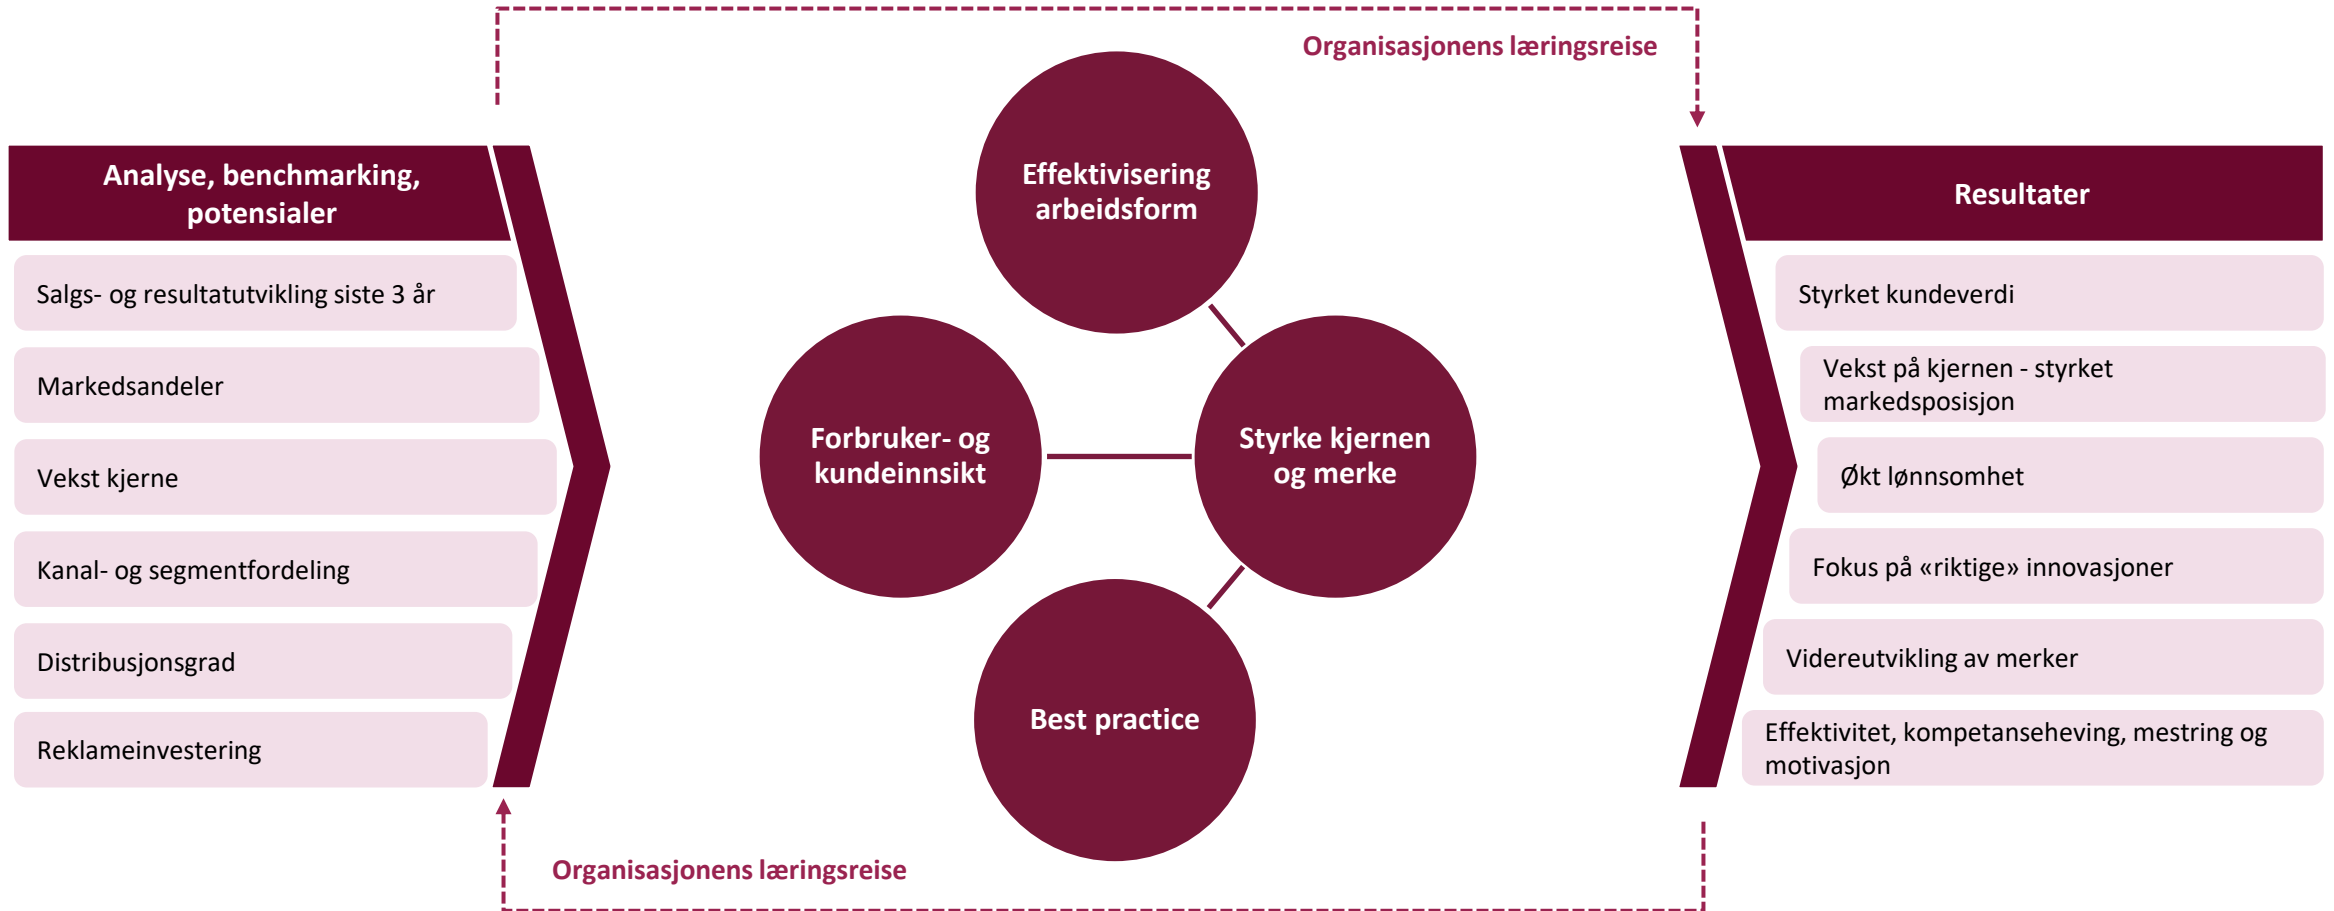 Organisasjonens læringsreise
Analyse, benchmarking,
potensialer
Salgs- og resultatutvikling siste 3 år
Markedsandeler
Vekst kjerne
Kanal- og segmentfordeling
Distribusjonsgrad
Reklameinvestering
Effektivisering
arbeidsform
Forbruker- og
kundeinnsikt
Styrke kjernen
og merke
Best practice
Resultater
Styrket kundeverdi
Vekst på kjernen - styrket
markedsposisjon
Økt lønnsomhet
Fokus på «riktige» innovasjoner
Videreutvikling av merker
Effektivitet, kompetanseheving, mestring og
motivasjon
Organisasjonens læringsreise